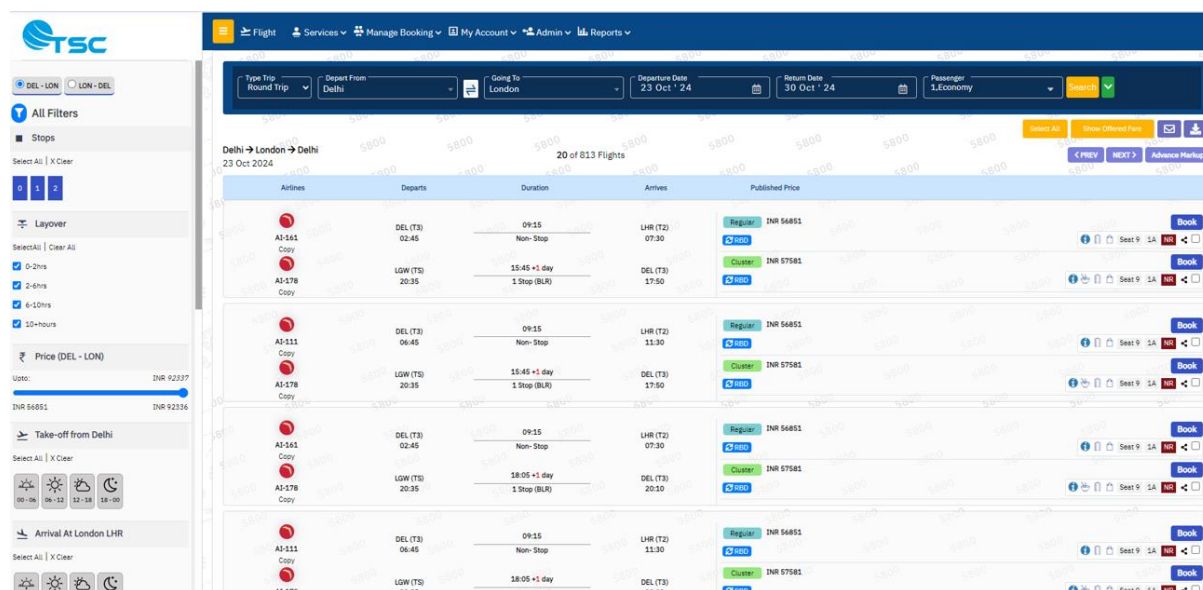 TSC
Flight Services Manage Booking My Account Admin Reports
DEL - LON LON - DEL
All Filters
Stops
Select All | X Clear
0 1 2
Layover
SelectAll | Clear All
0-2hrs
2-6hrs
6-10hrs
10+hours
₹ Price (DEL - LON)
Upto: INR 92337
INR 56851 INR 92336
Take-off from Delhi
Select All | X Clear
00-06 06-12 12-18 18-00
Arrival At London LHR
Select All | X Clear
Type Trip Depart From Going To Departure Date Return Date Passenger
Round Trip Delhi London 23 Oct ' 24 30 Oct ' 24 1,Economy Search
Select All Show Offered Fare
Delhi → London → Delhi
23 Oct 2024
20 of 813 Flights
PREV NEXT Advance Markup
Airlines Departs Duration Arrives Published Price
AI-161 DEL (T3) 09:15 LHR (T2) Regular INR 56851 Book
Copy 02:45 Non- Stop 07:30 RBD Seat 9 1A NR
AI-178 LGW (TS) 15:45 +1 day DEL (T3) Cluster INR 57581 Book
Copy 20:35 1 Stop (BLR) 17:50 RBD Seat 9 1A NR
AI-111 DEL (T3) 09:15 LHR (T2) Regular INR 56851 Book
Copy 06:45 Non- Stop 11:30 RBD Seat 9 1A NR
AI-178 LGW (TS) 15:45 +1 day DEL (T3) Cluster INR 57581 Book
Copy 20:35 1 Stop (BLR) 17:50 RBD Seat 9 1A NR
AI-161 DEL (T3) 09:15 LHR (T2) Regular INR 56851 Book
Copy 02:45 Non- Stop 07:30 RBD Seat 9 1A NR
AI-178 LGW (TS) 18:05 +1 day DEL (T3) Cluster INR 57581 Book
Copy 20:35 1 Stop (BLR) 20:10 RBD Seat 9 1A NR
AI-111 DEL (T3) 09:15 LHR (T2) Regular INR 56851 Book
Copy 06:45 Non- Stop 11:30 RBD Seat 9 1A NR
LGW (TS) 18:05 +1 day DEL (T3) Cluster INR 57581 Book
5800